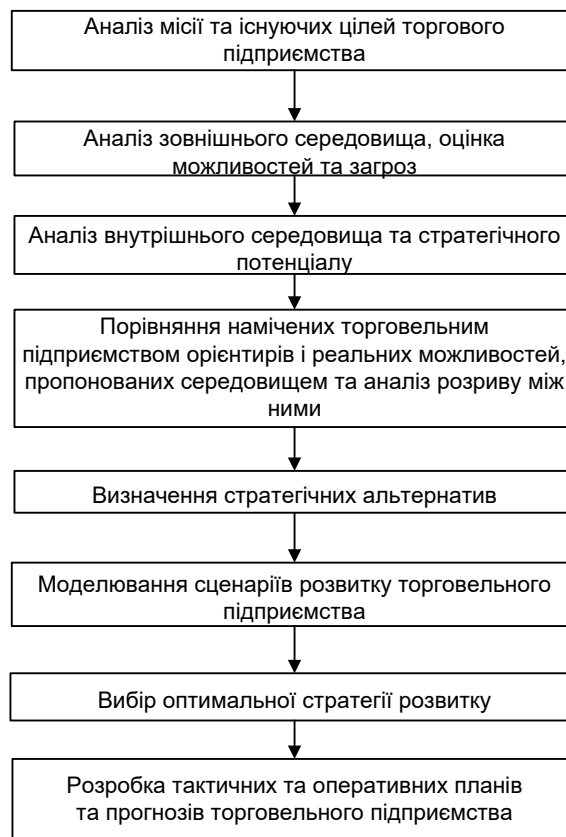 Аналіз місії та існуючих цілей торгового
підприємства
Аналіз зовнішнього середовища, оцінка
можливостей та загроз
Аналіз внутрішнього середовища та стратегічного
потенціалу
Порівняння намічених торговельним
підприємством орієнтирів і реальних можливостей,
пропонованих середовищем та аналіз розриву між
ними
Визначення стратегічних альтернатив
Моделювання сценаріїв розвитку торговельного
підприємства
Вибір оптимальної стратегії розвитку
Розробка тактичних та оперативних планів
та прогнозів торговельного підприємства